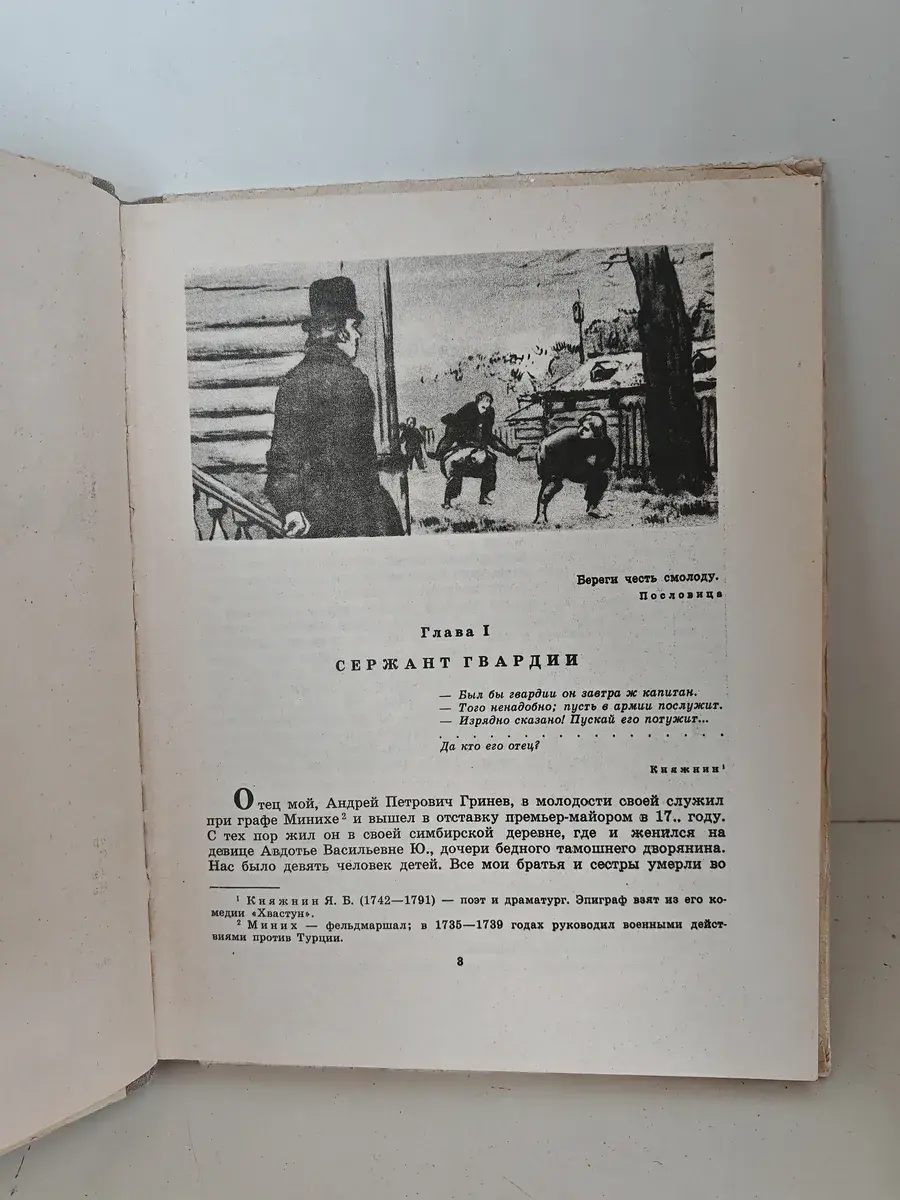 Береги честь смолоду.
Пословица
Глава I
СЕРЖАНТ ГВАРДИИ
— Был бы гвардии он завтра ж капитан.
— Того ненадобно; пусть в армии послужит.
— Изрядно сказано! Пускай его потужит...
. . . . . . . . . . . . . . . . .
Да кто его отец?
Княжнин¹
Отец мой, Андрей Петрович Гринев, в молодости своей служил
при графе Минихе² и вышел в отставку премьер-майором в 17.. году.
С тех пор жил он в своей симбирской деревне, где и женился на
девице Авдотье Васильевне Ю., дочери бедного тамошнего дворянина.
Нас было девять человек детей. Все мои братья и сестры умерли во
¹ Княжнин Я. Б. (1742—1791) — поэт и драматург. Эпиграф взят из его ко-
медии «Хвастун».
² Миних — фельдмаршал; в 1735—1739 годах руководил военными дейст-
виями против Турции.
3